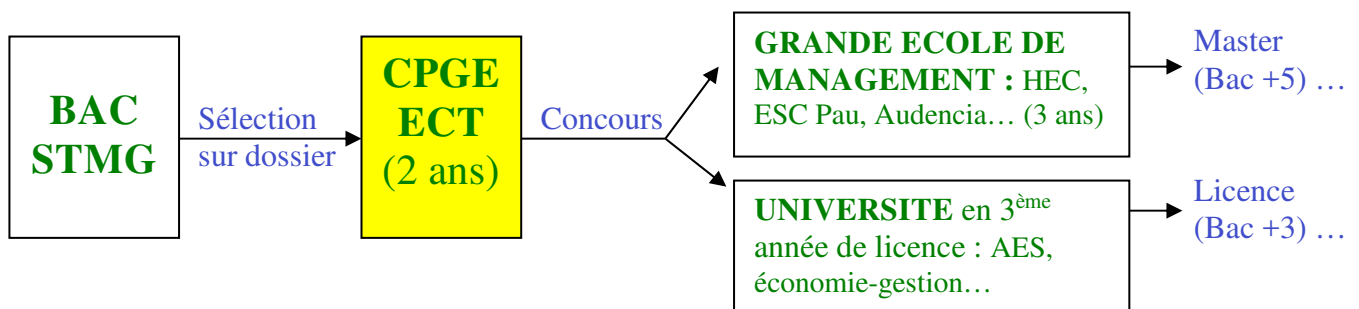 BAC
STMG
Sélection
sur dossier
CPGE
ECT
(2 ans)
Concours
GRANDE ECOLE DE
MANAGEMENT : HEC,
ESC Pau, Audencia… (3 ans)
Master
(Bac +5) …
UNIVERSITE en 3ème
année de licence : AES,
économie-gestion…
Licence
(Bac +3) …